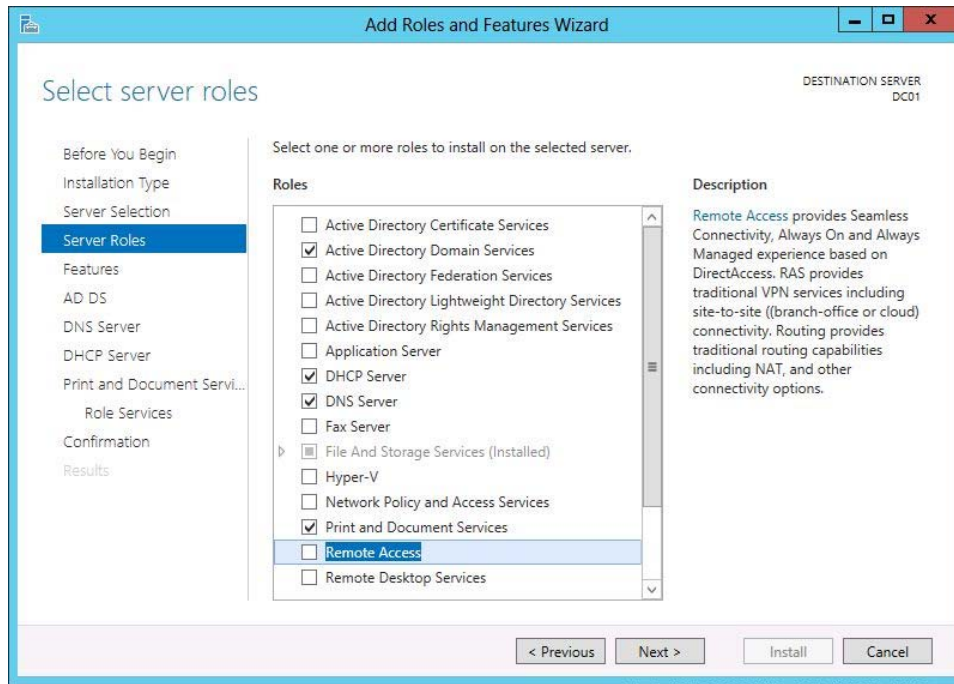 Add Roles and Features Wizard
Select server roles
DESTINATION SERVER
DC01
Before You Begin
Installation Type
Server Selection
Server Roles
Features
AD DS
DNS Server
DHCP Server
Print and Document Servi...
Role Services
Confirmation
Results
Select one or more roles to install on the selected server.
Roles
Active Directory Certificate Services
Active Directory Domain Services
Active Directory Federation Services
Active Directory Lightweight Directory Services
Active Directory Rights Management Services
Application Server
DHCP Server
DNS Server
Fax Server
File And Storage Services (Installed)
Hyper-V
Network Policy and Access Services
Print and Document Services
Remote Access
Remote Desktop Services
Description
Remote Access provides Seamless
Connectivity, Always On and Always
Managed experience based on
DirectAccess. RAS provides
traditional VPN services including
site-to-site ((branch-office or cloud)
connectivity. Routing provides
traditional routing capabilities
including NAT, and other
connectivity options.
< Previous
Next >
Install
Cancel